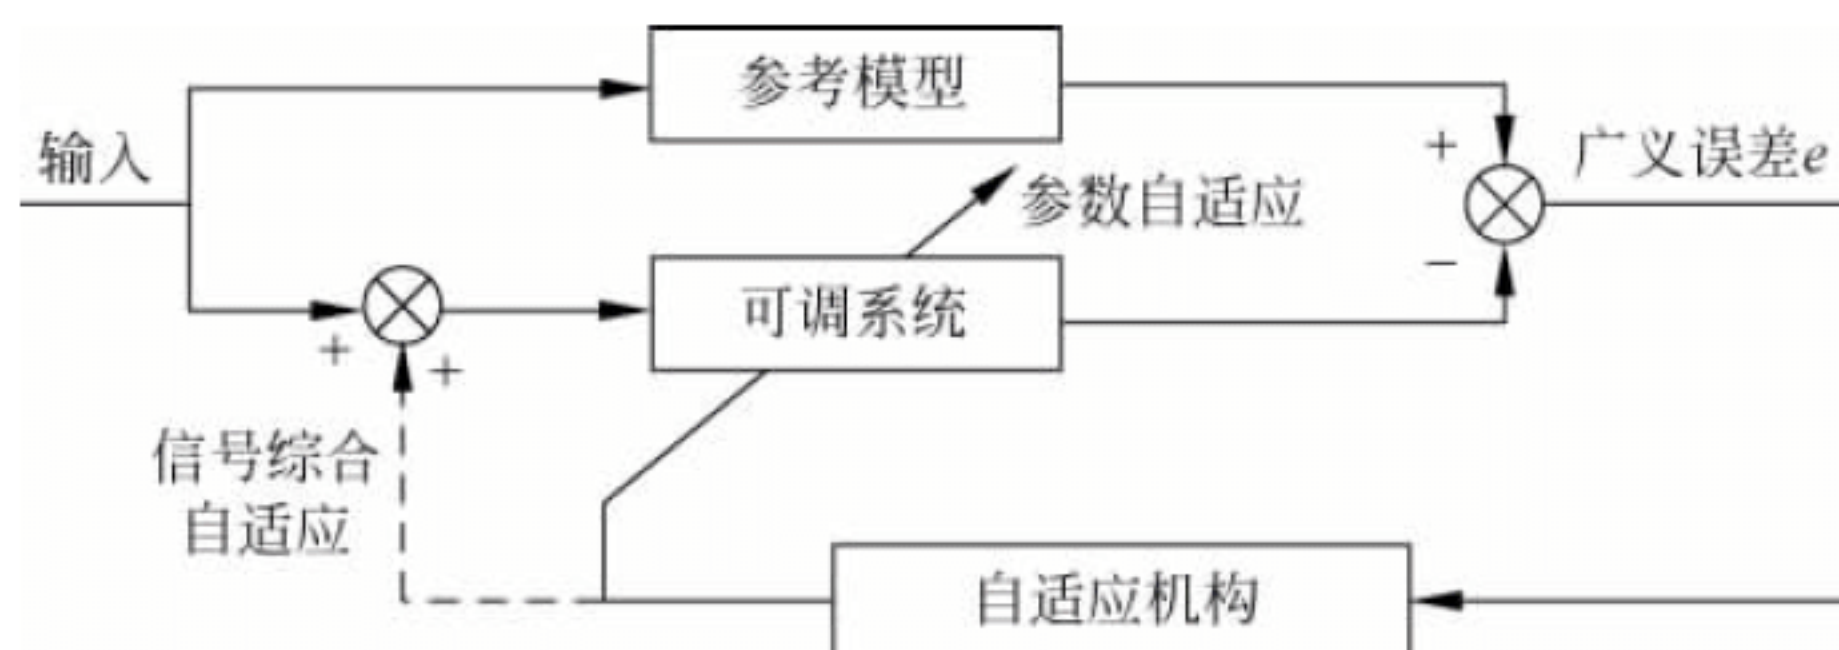 参考模型
输入
+
广义误差e
参数自适应
−
可调系统
+
+
信号综合
自适应
自适应机构